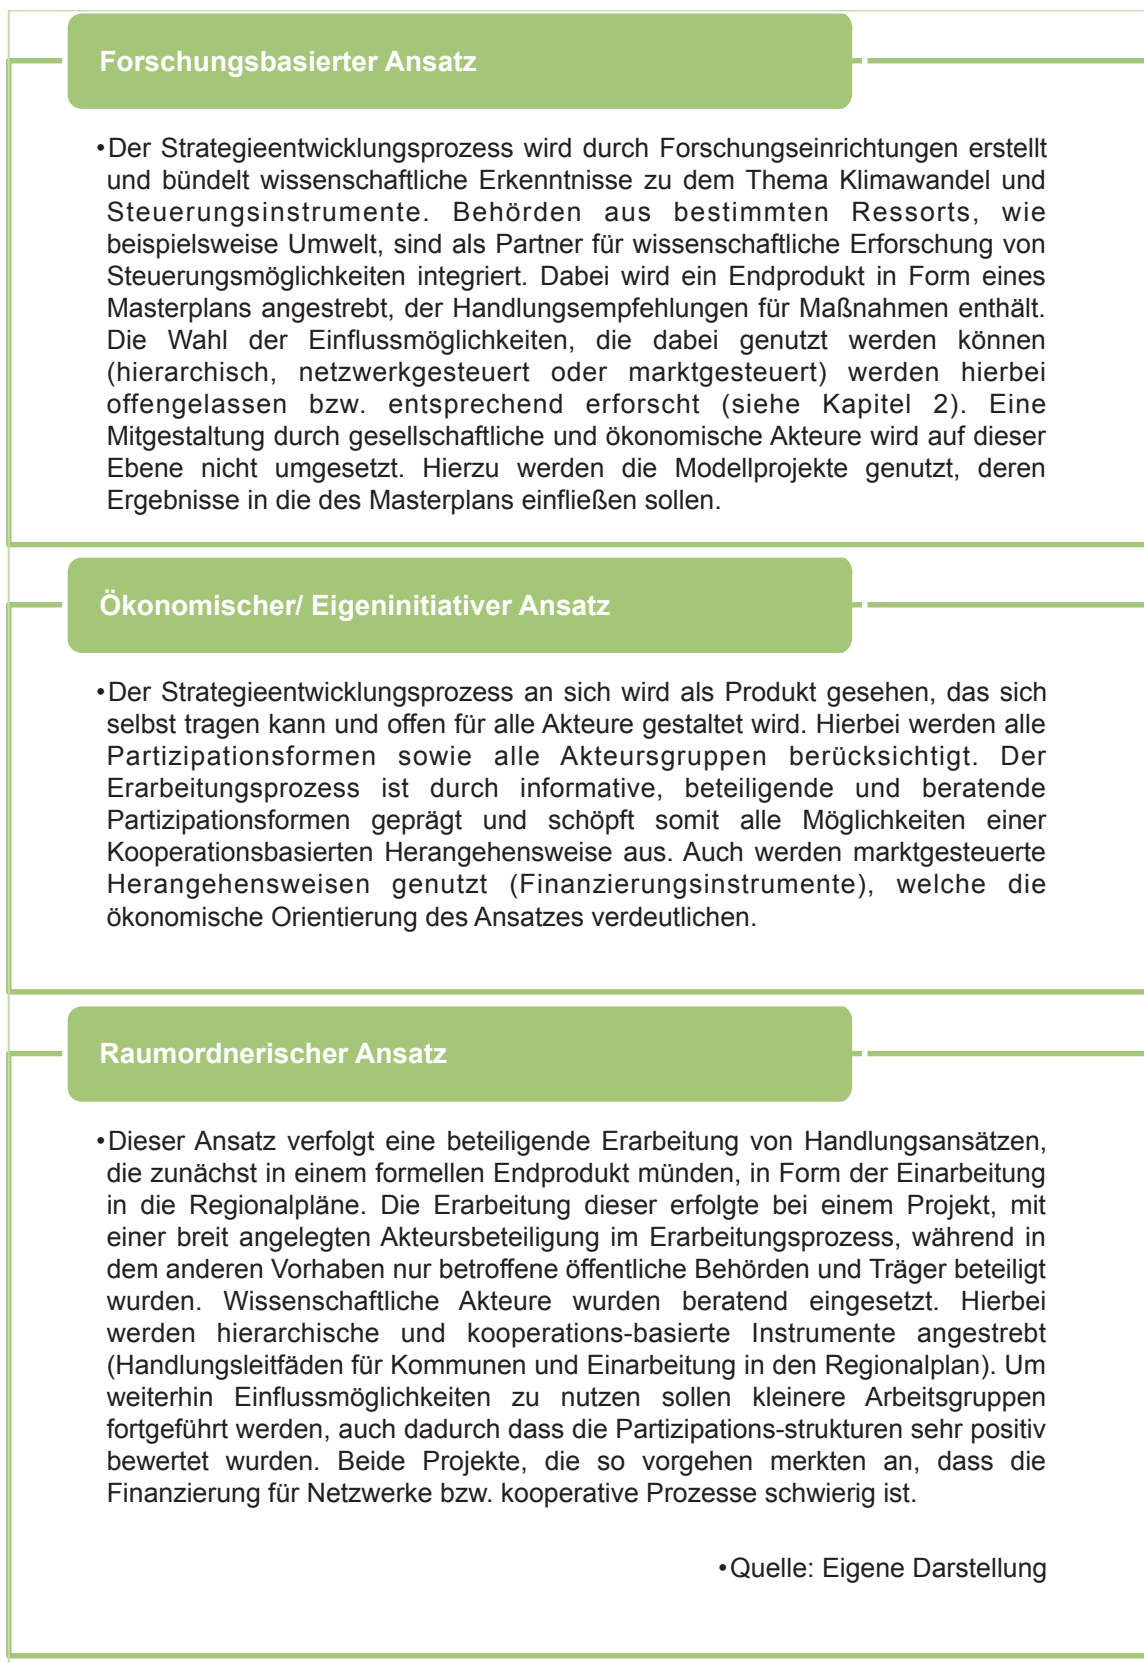 Forschungsbasierter Ansatz
•Der Strategieentwicklungsprozess wird durch Forschungseinrichtungen erstellt
und bündelt wissenschaftliche Erkenntnisse zu dem Thema Klimawandel und
Steuerungsinstrumente. Behörden aus bestimmten Ressorts, wie
beispielsweise Umwelt, sind als Partner für wissenschaftliche Erforschung von
Steuerungsmöglichkeiten integriert. Dabei wird ein Endprodukt in Form eines
Masterplans angestrebt, der Handlungsempfehlungen für Maßnahmen enthält.
Die Wahl der Einflussmöglichkeiten, die dabei genutzt werden können
(hierarchisch, netzwerkgesteuert oder marktgesteuert) werden hierbei
offengelassen bzw. entsprechend erforscht (siehe Kapitel 2). Eine
Mitgestaltung durch gesellschaftliche und ökonomische Akteure wird auf dieser
Ebene nicht umgesetzt. Hierzu werden die Modellprojekte genutzt, deren
Ergebnisse in die des Masterplans einfließen sollen.
Ökonomischer/ Eigeninitiativer Ansatz
•Der Strategieentwicklungsprozess an sich wird als Produkt gesehen, das sich
selbst tragen kann und offen für alle Akteure gestaltet wird. Hierbei werden alle
Partizipationsformen sowie alle Akteursgruppen berücksichtigt. Der
Erarbeitungsprozess ist durch informative, beteiligende und beratende
Partizipationsformen geprägt und schöpft somit alle Möglichkeiten einer
Kooperationsbasierten Herangehensweise aus. Auch werden marktgesteuerte
Herangehensweisen genutzt (Finanzierungsinstrumente), welche die
ökonomische Orientierung des Ansatzes verdeutlichen.
Raumordnerischer Ansatz
•Dieser Ansatz verfolgt eine beteiligende Erarbeitung von Handlungsansätzen,
die zunächst in einem formellen Endprodukt münden, in Form der Einarbeitung
in die Regionalpläne. Die Erarbeitung dieser erfolgte bei einem Projekt, mit
einer breit angelegten Akteursbeteiligung im Erarbeitungsprozess, während in
dem anderen Vorhaben nur betroffene öffentliche Behörden und Träger beteiligt
wurden. Wissenschaftliche Akteure wurden beratend eingesetzt. Hierbei
werden hierarchische und kooperations-basierte Instrumente angestrebt
(Handlungsleitfäden für Kommunen und Einarbeitung in den Regionalplan). Um
weiterhin Einflussmöglichkeiten zu nutzen sollen kleinere Arbeitsgruppen
fortgeführt werden, auch dadurch dass die Partizipations-strukturen sehr positiv
bewertet wurden. Beide Projekte, die so vorgehen merkten an, dass die
Finanzierung für Netzwerke bzw. kooperative Prozesse schwierig ist.
•Quelle: Eigene Darstellung